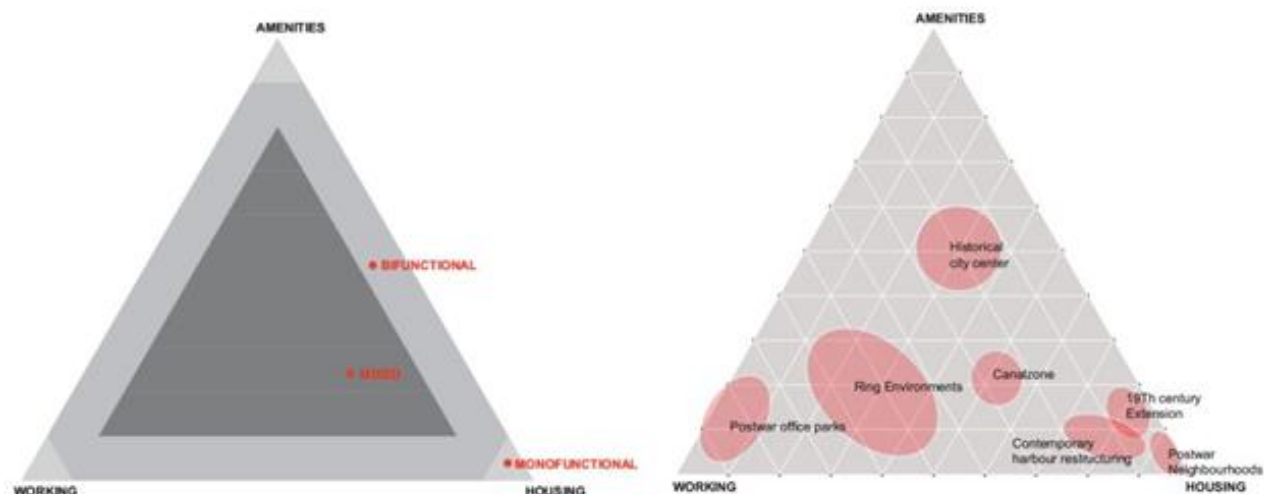 AMENITIES
BIFUNCTIONAL
MIXED
MONOFUNCTIONAL
WORKING
HOUSING
AMENITIES
Historical
city center
Canalzone
Ring Environments
19Th century
Extension
Postwar office parks
Contemporary
harbour restructuring
Postwar
Neighbourhoods
WORKING
HOUSING